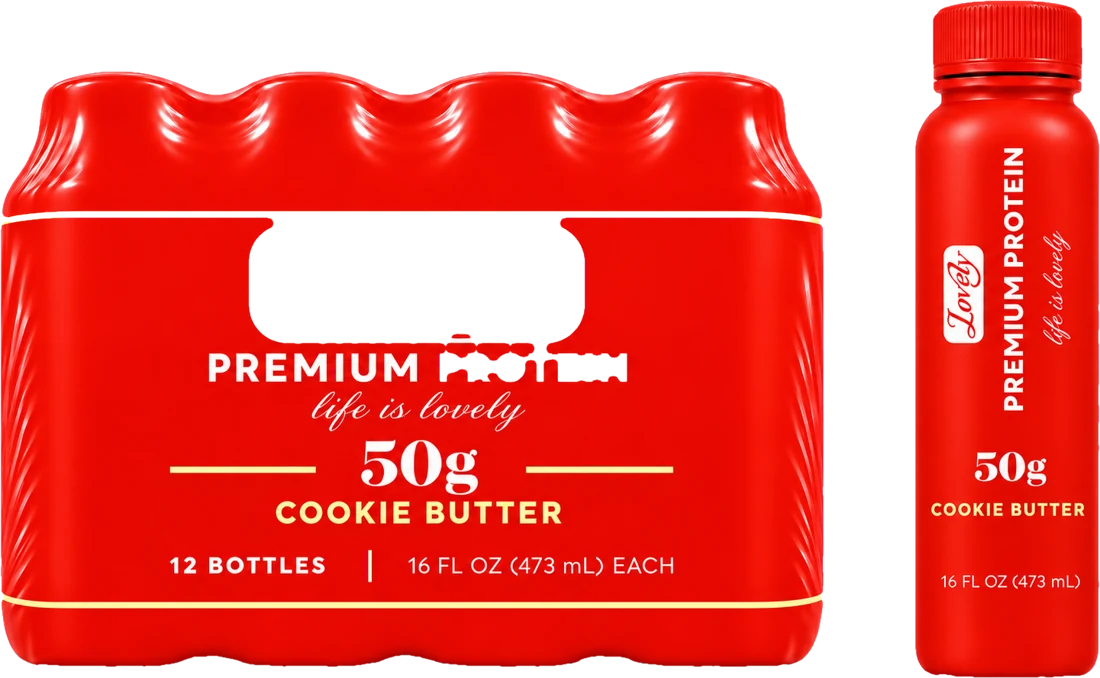 PREMIUM
life is lovely
50g
COOKIE BUTTER
12 BOTTLES | 16 FL OZ (473 mL) EACH
Lovely
PREMIUM PROTEIN
life is lovely
50g
COOKIE BUTTER
16 FL OZ (473 mL)